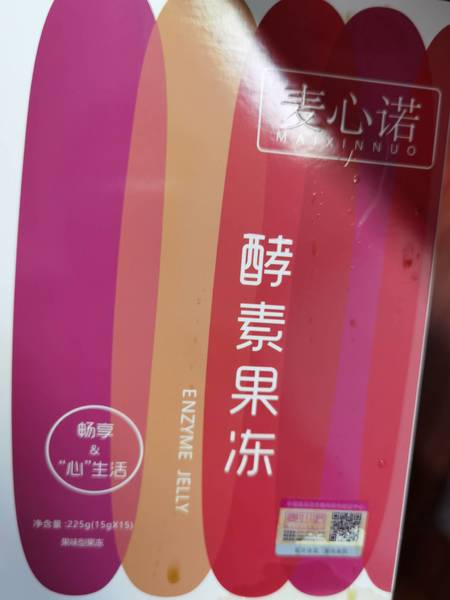 麦心诺
MAIXINNUO
酵素果冻
ENZYME JELLY
畅享
&
“心”生活
净含量:225g(15gX15)
果味型果冻